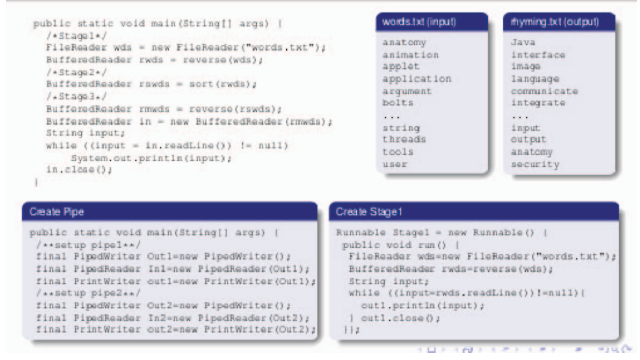 public static void main(String[] args) {
/*Stage1*/
FileReader wds = new FileReader("words.txt");
BufferedReader rwds = reverse(wds);
/*Stage2*/
BufferedReader rswds = sort(rwds);
/*Stage3*/
BufferedReader rmwds = reverse(rswds);
BufferedReader in = new BufferedReader(rmwds);
String input;
while ((input = in.readLine()) != null)
System.out.println(input);
in.close();
}
words.txt (input)
anatomy
animation
applet
application
argument
bolts
...
string
threads
tools
user
rhyming.txt (output)
Java
interface
image
language
communicate
integrate
...
input
output
anatomy
security
Create Pipe
public static void main(String[] args) {
/**setup pipe1**/
final PipedWriter Out1=new PipedWriter();
final PipedReader In1=new PipedReader(Out1);
final PrintWriter out1=new PrintWriter(Out1);
/**setup pipe2**/
final PipedWriter Out2=new PipedWriter();
final PipedReader In2=new PipedReader(Out2);
final PrintWriter out2=new PrintWriter(Out2);
Create Stage1
Runnable Stage1 = new Runnable() {
public void run() {
FileReader wds=new FileReader("words.txt");
BufferedReader rwds=reverse(wds);
String input;
while ((input=rwds.readLine())!=null){
out1.println(input);
} out1.close();
}};